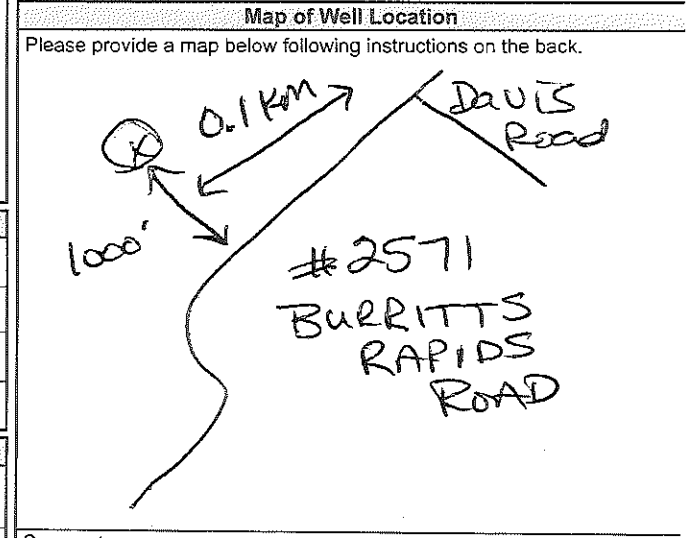 Map of Well Location
Please provide a map below following instructions on the back.
0.1 KM
Davis
Road
X
1000'
#2571
BURRITTS
RAPIDS
ROAD